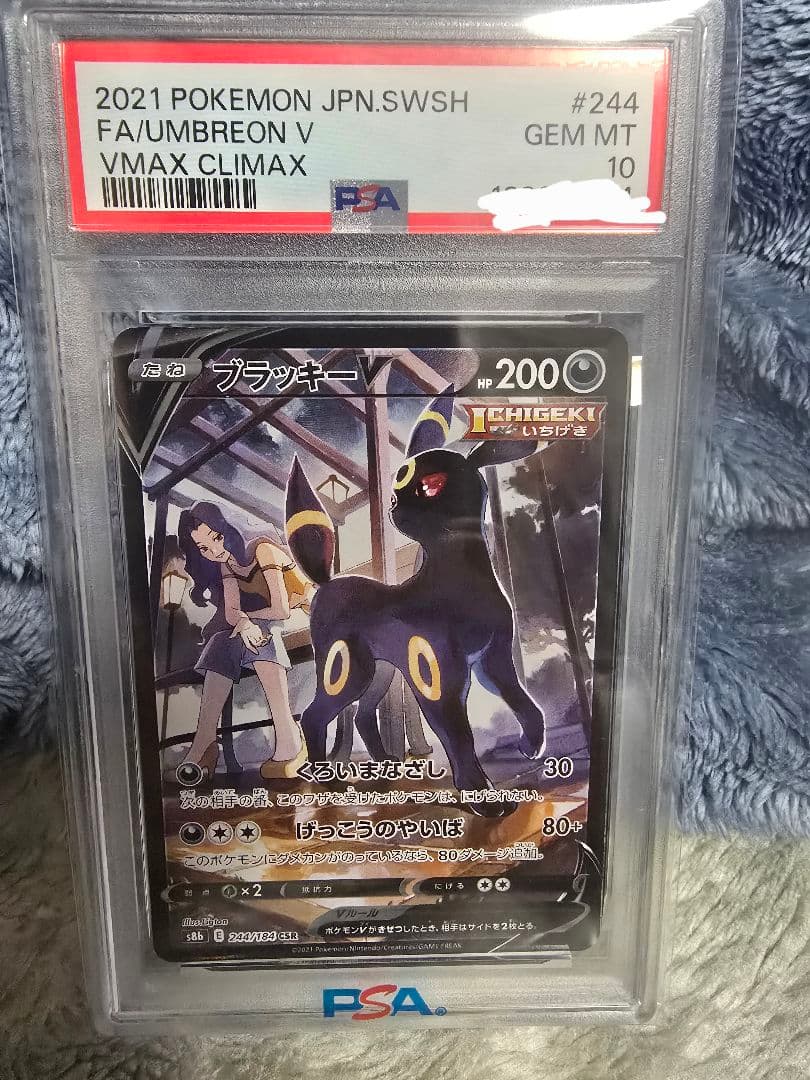 2021 POKEMON JPN.SWSH #244
FA/UMBREON V GEM MT
VMAX CLIMAX 10
PSA
たね ブラッキーV HP 200
ICHIGEKI
いちげき
くろいまなざし 30
次の相手の番、このワザを受けたポケモンは、にげられない。
げっこうのやいば 80+
このポケモンにダメカンがのっているなら、80ダメージ追加。
弱点 ×2 抵抗力 にげる
Vルール
ポケモンVがきぜつしたとき、相手はサイドを2枚とる。
Illus.Ligton
s8b E 244/184 CSR
©2021 Pokémon/Nintendo/Creatures/GAME FREAK
PSA®